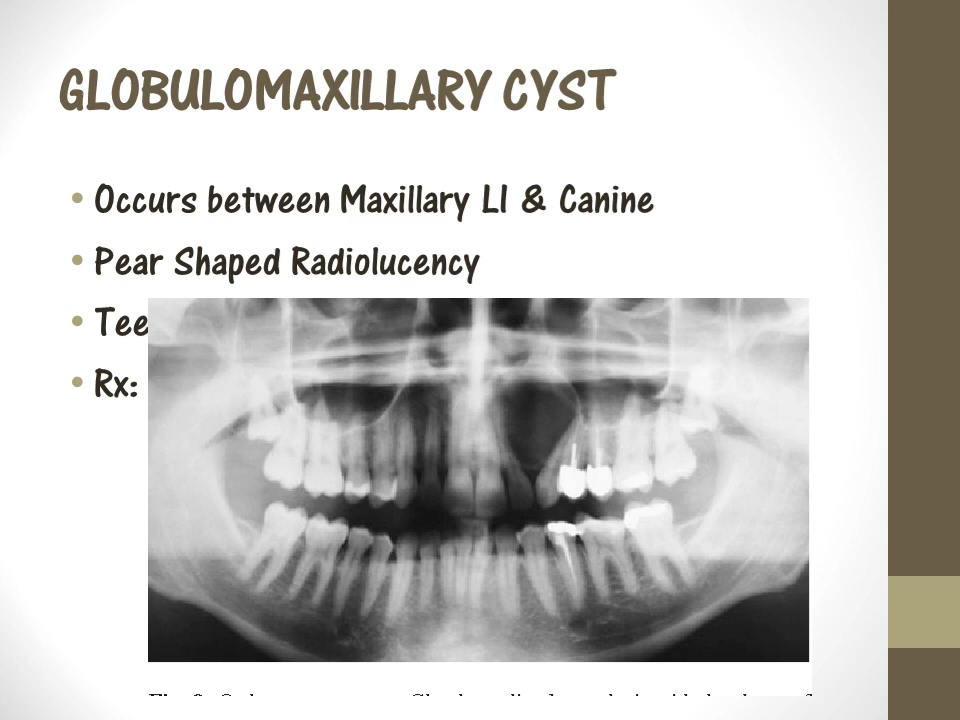 GLOBULOMAXILLARY CYST
• Occurs between Maxillary LI & Canine
• Pear Shaped Radiolucency
• Tee
• Rx: